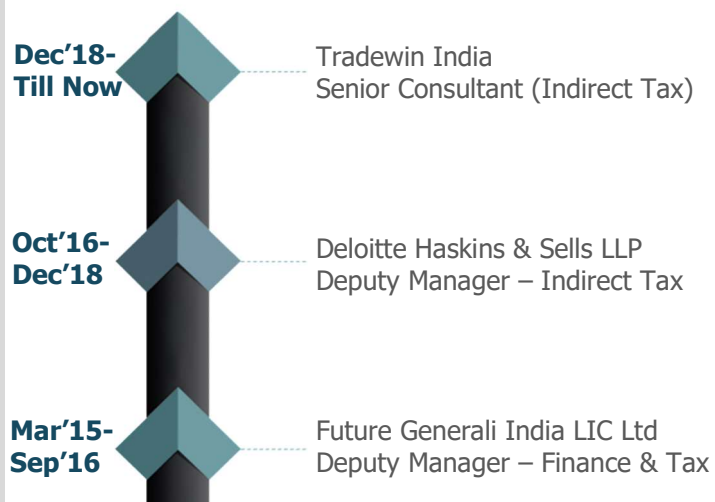 Dec’18-
Till Now
Tradewin India
Senior Consultant (Indirect Tax)
Oct’16-
Dec’18
Deloitte Haskins & Sells LLP
Deputy Manager – Indirect Tax
Mar’15-
Sep’16
Future Generali India LIC Ltd
Deputy Manager – Finance & Tax